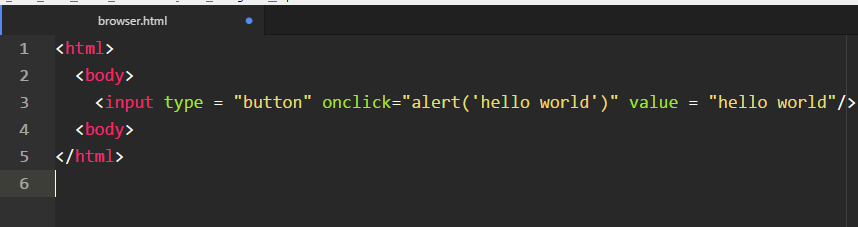 browser.html
1 <html>
2   <body>
3     <input type = "button" onclick="alert('hello world')" value = "hello world"/>
4   <body>
5 </html>
6